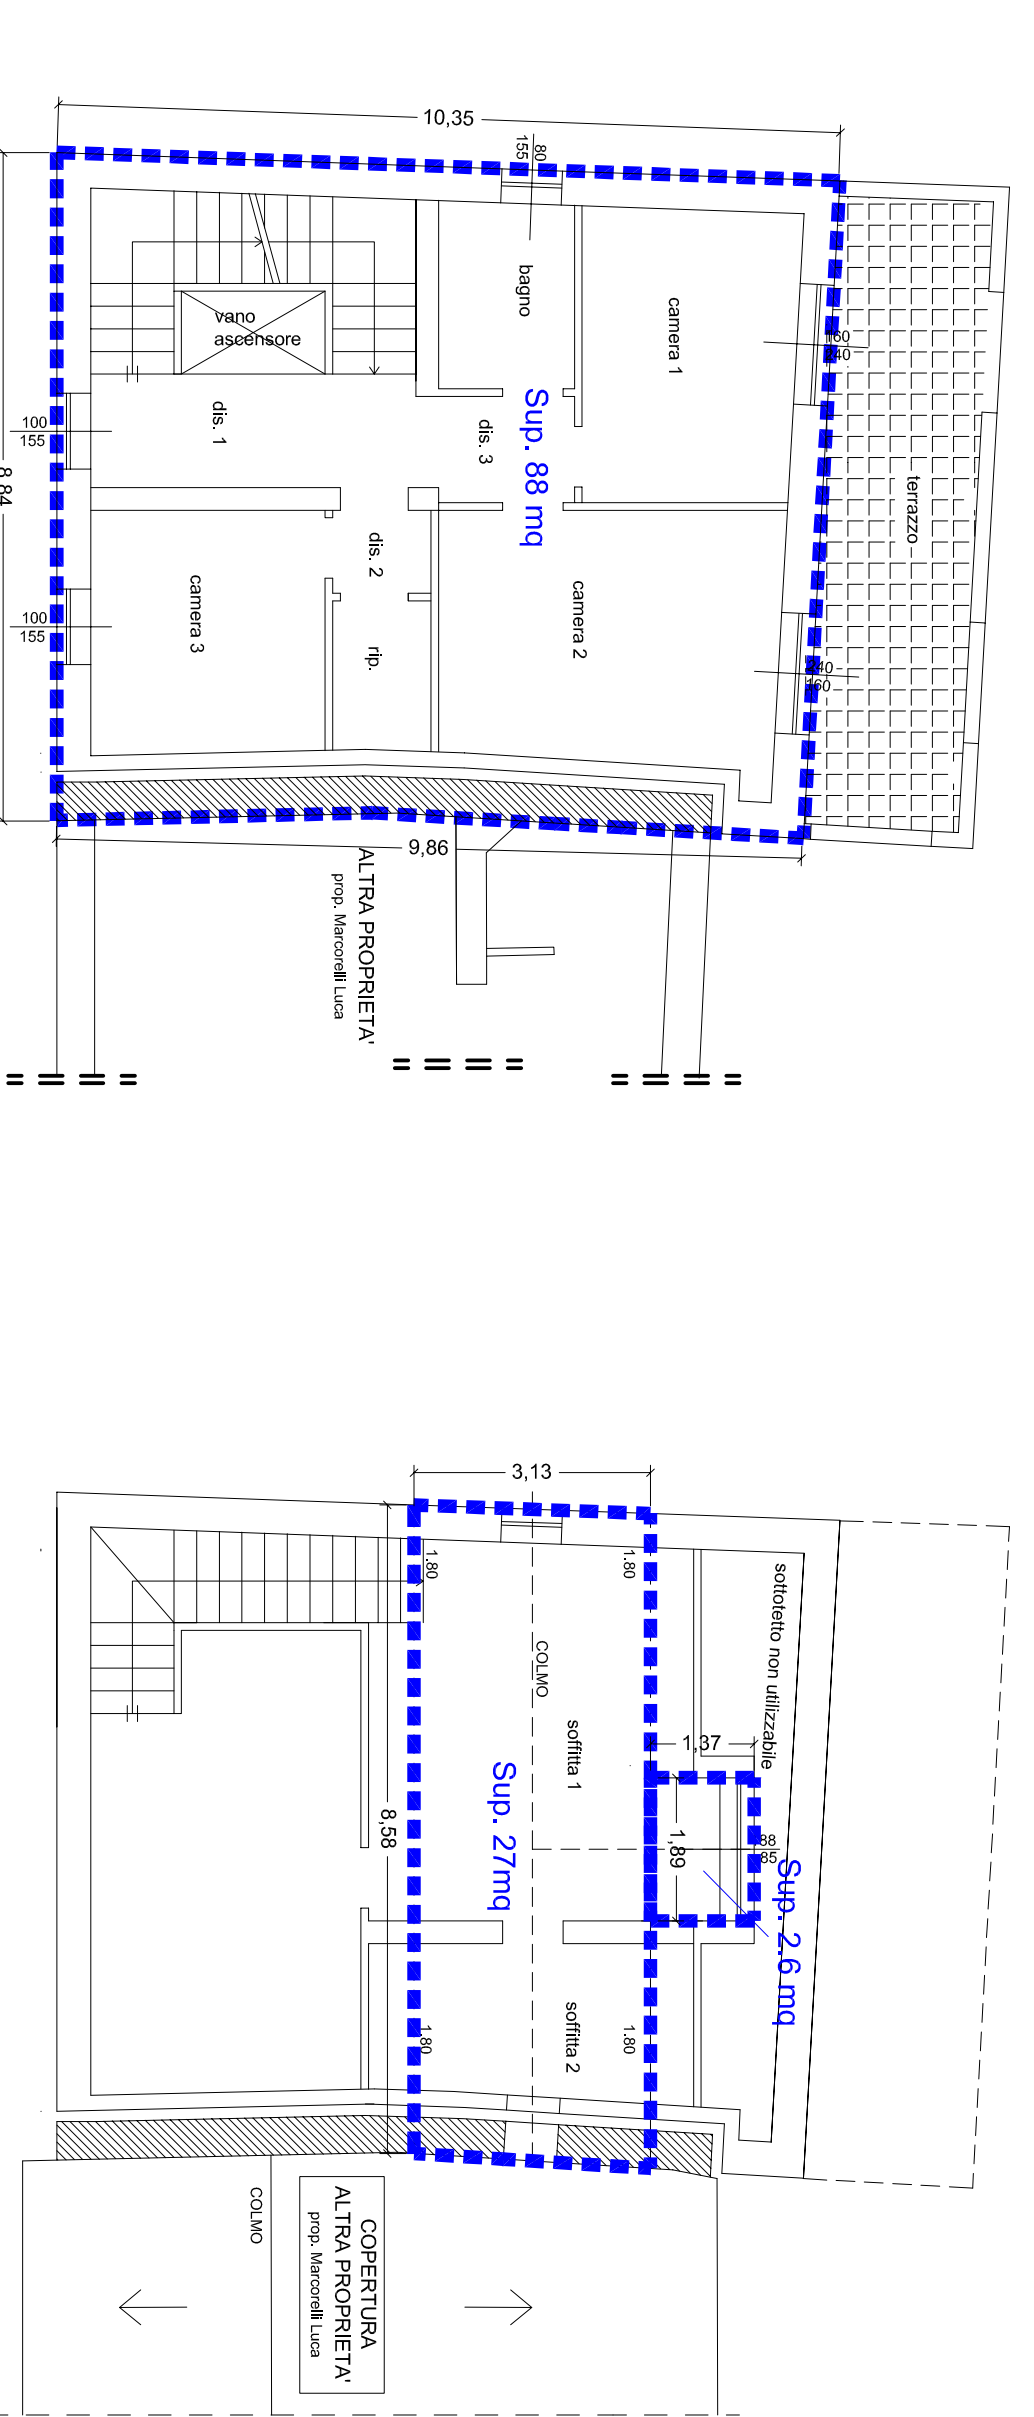 10,35
80
155
bagno
camera 1
vano
ascensore
160
240
dis. 1
dis. 3
Sup. 88 mq
100
155
terrazzo
8,84
dis. 2
camera 3
camera 2
rip.
100
155
240
160
9,86
ALTRA PROPRIETA'
prop. Marcorelli Luca
3,13
1.80
1.80
sottotetto non utilizzabile
COLMO
soffitta 1
1,37
Sup. 27mq
8,58
1,89
88
85
Sup. 2.6 mq
soffitta 2
1.80
1.80
COLMO
COPERTURA
ALTRA PROPRIETA'
prop. Marcorelli Luca